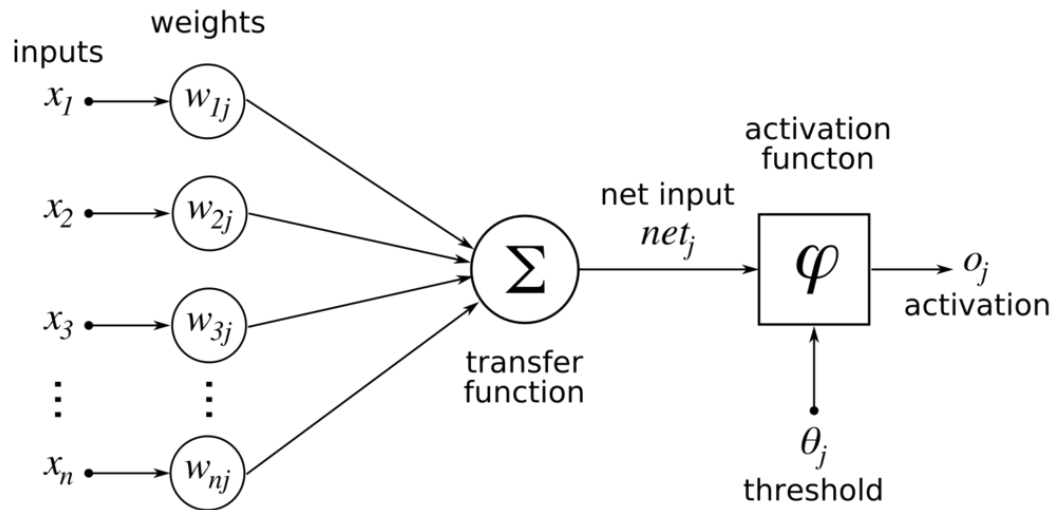 weights
inputs
x1 w1j
x2 w2j
x3 w3j
⋮ ⋮
xn wnj
Σ
transfer
function
net input
netj
activation
functon
φ
oj
activation
θj
threshold